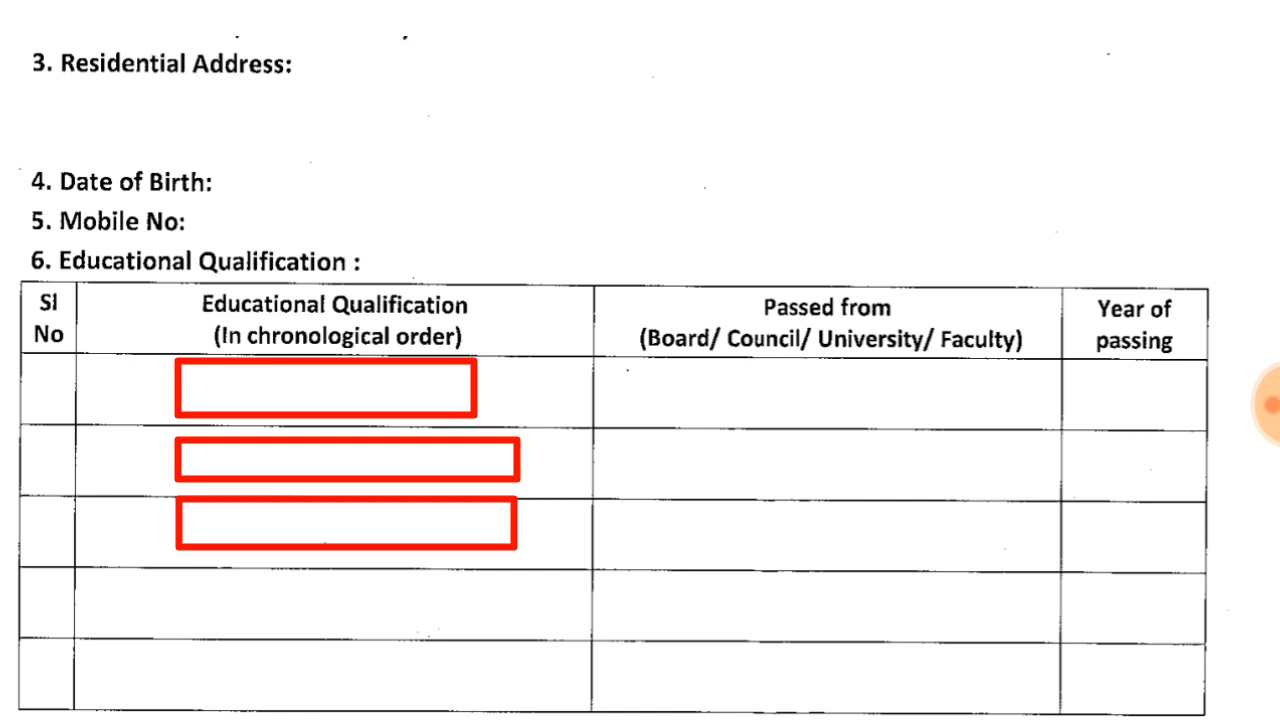 3. Residential Address:
4. Date of Birth:
5. Mobile No:
6. Educational Qualification :
Sl No
Educational Qualification
(In chronological order)
Passed from
(Board/ Council/ University/ Faculty)
Year of passing